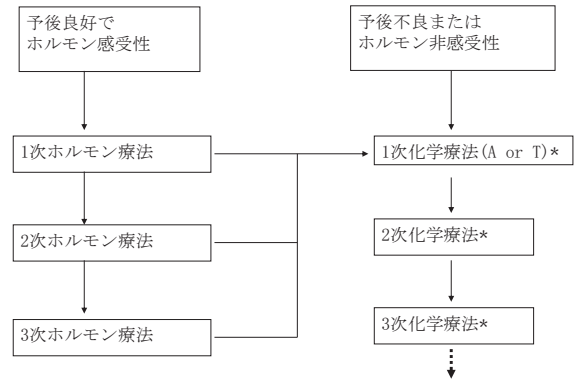 予後良好で
ホルモン感受性
予後不良または
ホルモン非感受性
1次ホルモン療法
1次化学療法(A or T)*
2次ホルモン療法
2次化学療法*
3次ホルモン療法
3次化学療法*